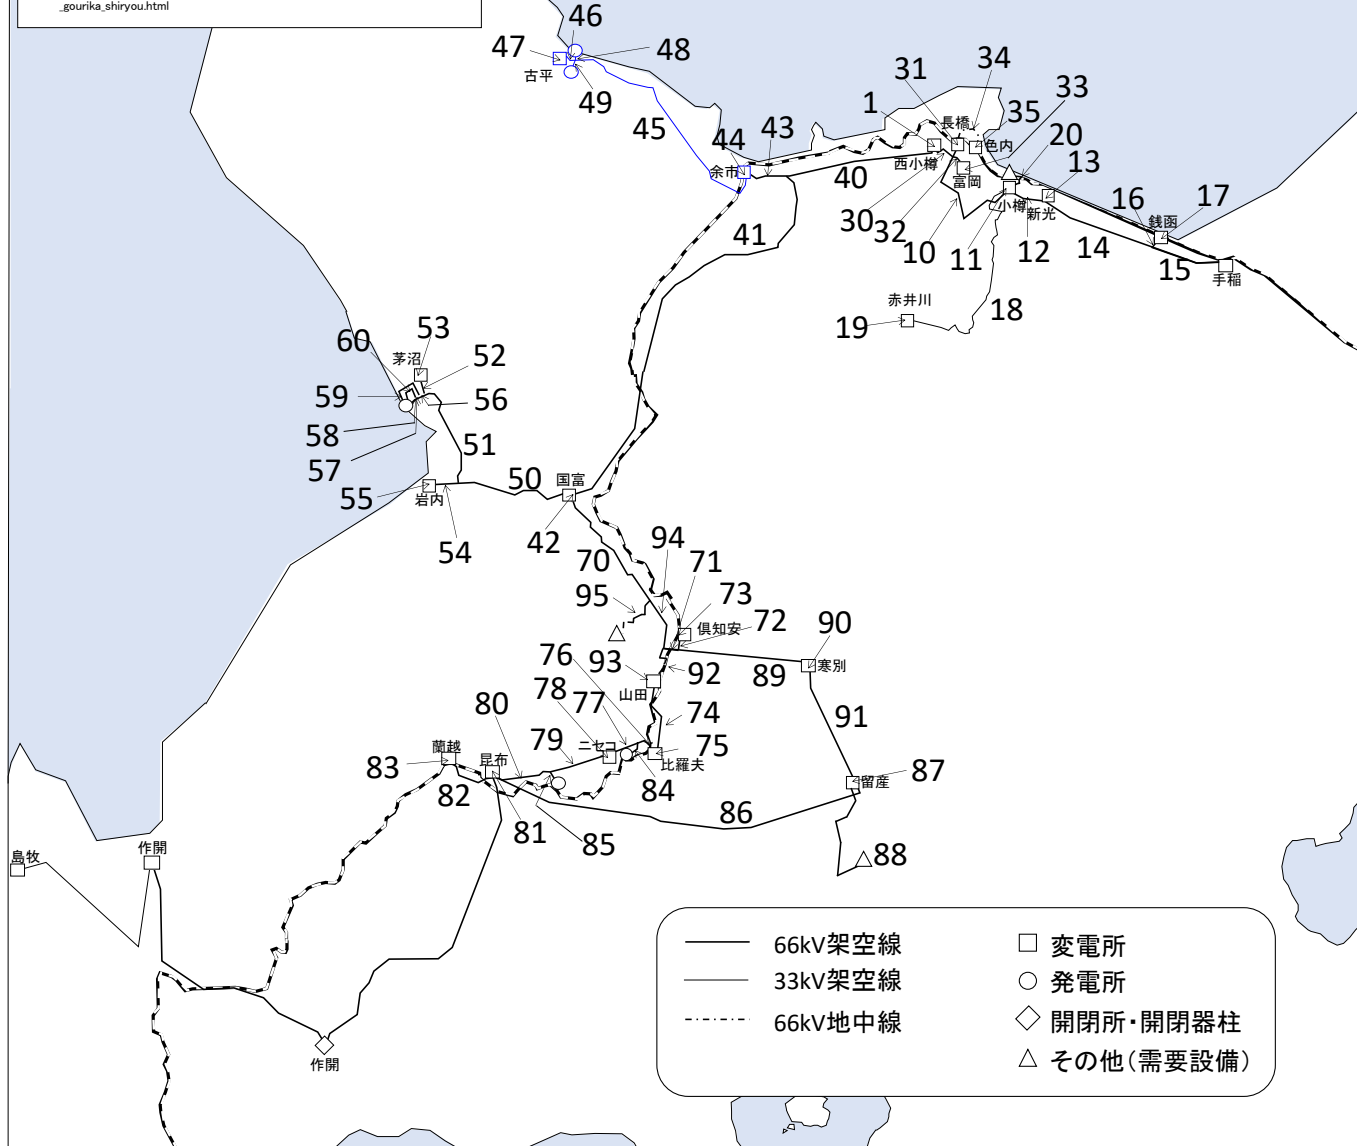 _gourika_shiryou.html
46
47
48
古平
49
45
44
43
余市
40
41
31
34
1
長橋
35
33
色内
20
西小樽
富岡
13
小樽
新光
30
32
10
11
12
14
16
銭函
17
15
手稲
赤井川
19
18
53
60
茅沼
52
59
56
58
51
57
50
国富
55
岩内
54
42
94
70
71
95
73
倶知安
72
90
76
93
寒別
92
89
山田
78
77
74
91
80
79
ニセコ
75
蘭越
昆布
比羅夫
83
84
87
留産
82
81
85
86
88
島牧
作開
作開
66kV架空線
33kV架空線
66kV地中線
変電所
発電所
開閉所・開閉器柱
その他(需要設備)